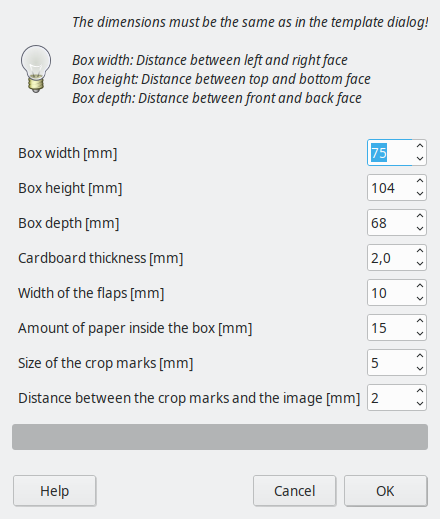 The dimensions must be the same as in the template dialog!
Box width: Distance between left and right face
Box height: Distance between top and bottom face
Box depth: Distance between front and back face
Box width [mm] 75
Box height [mm] 104
Box depth [mm] 68
Cardboard thickness [mm] 2,0
Width of the flaps [mm] 10
Amount of paper inside the box [mm] 15
Size of the crop marks [mm] 5
Distance between the crop marks and the image [mm] 2
Help Cancel OK